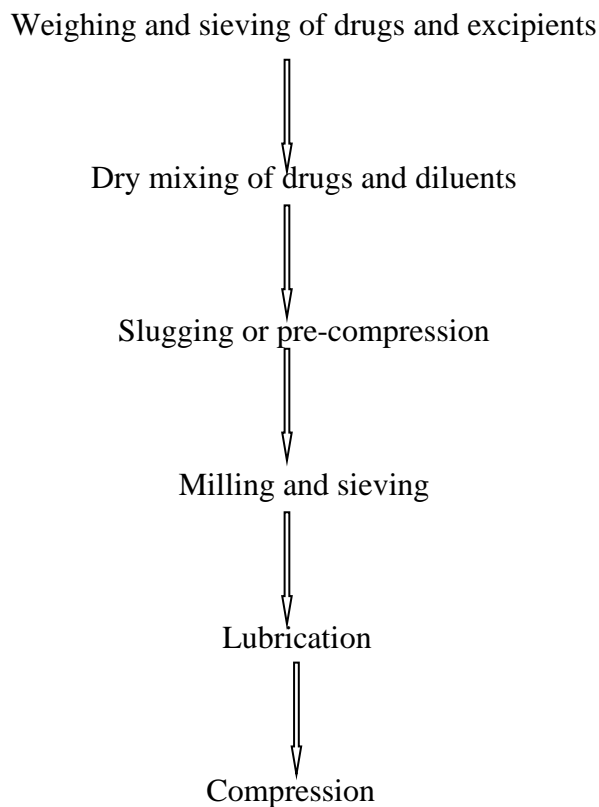 Weighing and sieving of drugs and excipients
Dry mixing of drugs and diluents
Slugging or pre-compression
Milling and sieving
Lubrication
Compression